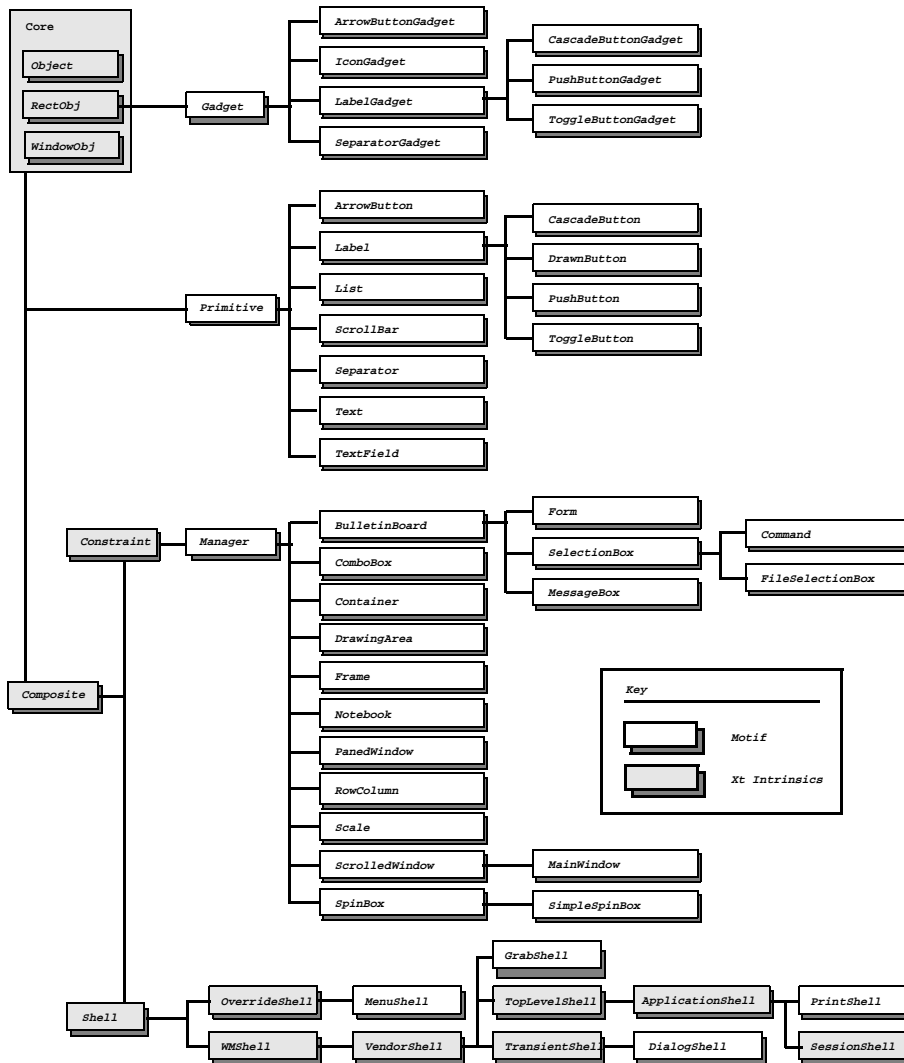 Core
Object
RectObj
WindowObj
Gadget
ArrowButtonGadget
IconGadget
LabelGadget
SeparatorGadget
CascadeButtonGadget
PushButtonGadget
ToggleButtonGadget
Primitive
ArrowButton
Label
List
ScrollBar
Separator
Text
TextField
CascadeButton
DrawnButton
PushButton
ToggleButton
Composite
Constraint
Manager
BulletinBoard
ComboBox
Container
DrawingArea
Frame
Notebook
PanedWindow
RowColumn
Scale
ScrolledWindow
SpinBox
Form
SelectionBox
MessageBox
Command
FileSelectionBox
MainWindow
SimpleSpinBox
Key
Motif
Xt Intrinsics
Shell
OverrideShell
MenuShell
WMShell
VendorShell
GrabShell
TopLevelShell
ApplicationShell
PrintShell
SessionShell
TransientShell
DialogShell